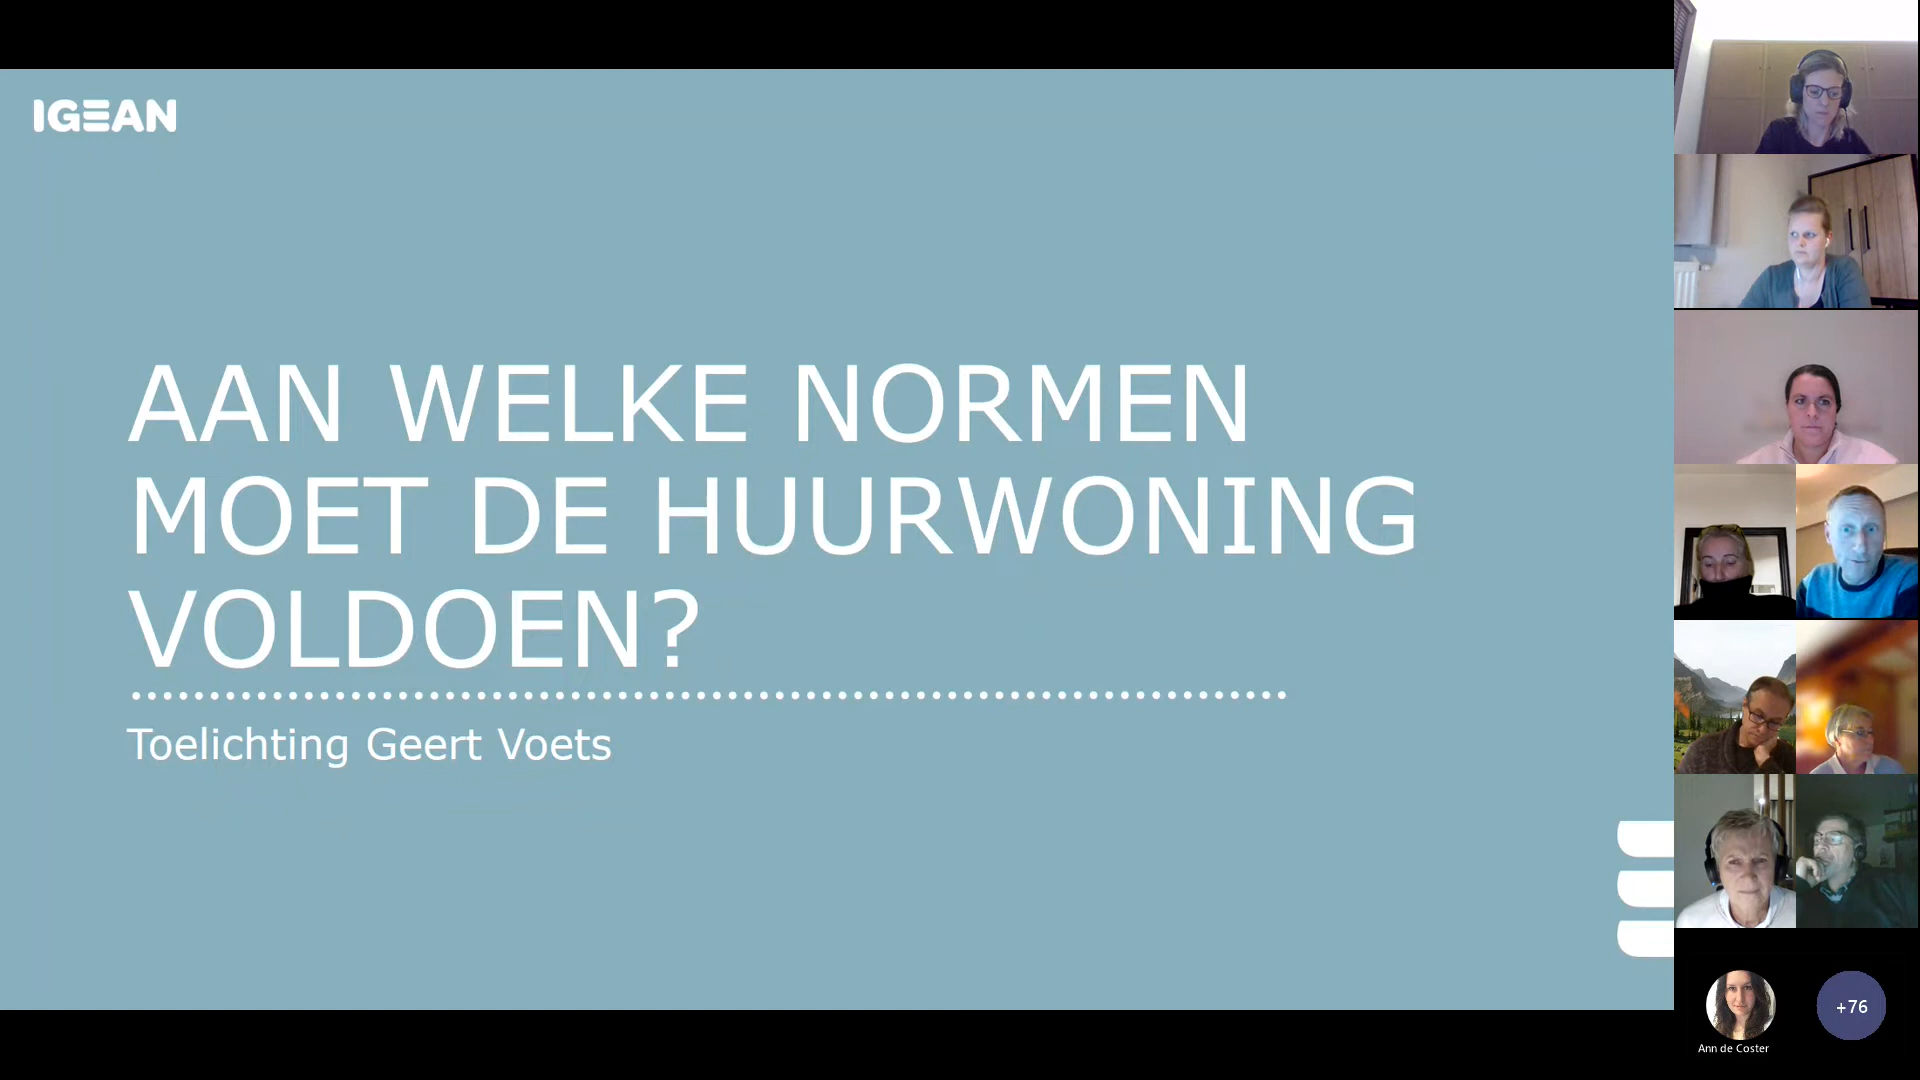 IGEAN
AAN WELKE NORMEN
MOET DE HUURWONING
VOLDOEN?
Toelichting Geert Voets
Ann de Coster
+76